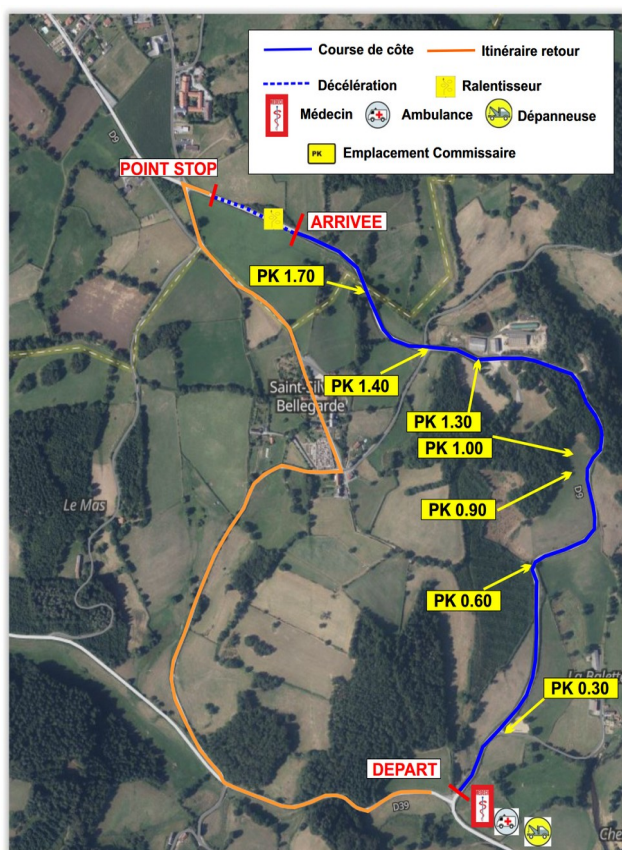 Course de côte
Itinéraire retour
Décélération
Ralentisseur
Médecin
Ambulance
Dépanneuse
PK
Emplacement Commissaire
D9
POINT STOP
ARRIVEE
PK 1.70
PK 1.40
PK 1.30
PK 1.00
Bellegarde
PK 0.90
Le Mas
PK 0.60
PK 0.30
DEPART
D39